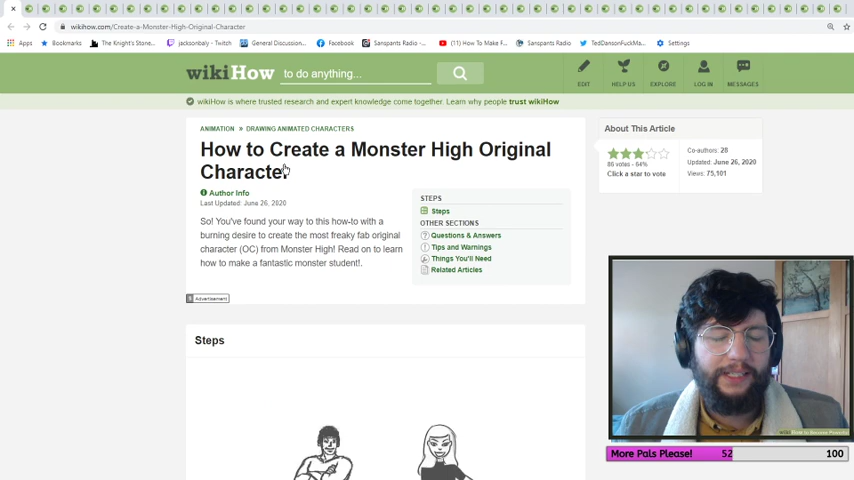 wikihow.com/Create-a-Monster-High-Original-Character
Apps Bookmarks The Knight's Stone... jacksonbaly - Twitch General Discussion... Facebook Sanspants Radio -... (11) How To Make F... Sanspants Radio TedDansonFuckMa... Settings
wikiHow to do anything...
EDIT HELP US EXPLORE LOG IN MESSAGES
wikiHow is where trusted research and expert knowledge come together. Learn why people trust wikiHow
ANIMATION » DRAWING ANIMATED CHARACTERS
How to Create a Monster High Original
Character
Author Info
Last Updated: June 26, 2020
So! You've found your way to this how-to with a
burning desire to create the most freaky fab original
character (OC) from Monster High! Read on to learn
how to make a fantastic monster student!.
STEPS
Steps
OTHER SECTIONS
Questions & Answers
Tips and Warnings
Things You'll Need
Related Articles
Advertisement
Steps
About This Article
86 votes - 64%
Click a star to vote
Co-authors: 28
Updated: June 26, 2020
Views: 75,101
More Pals Please! 52 100